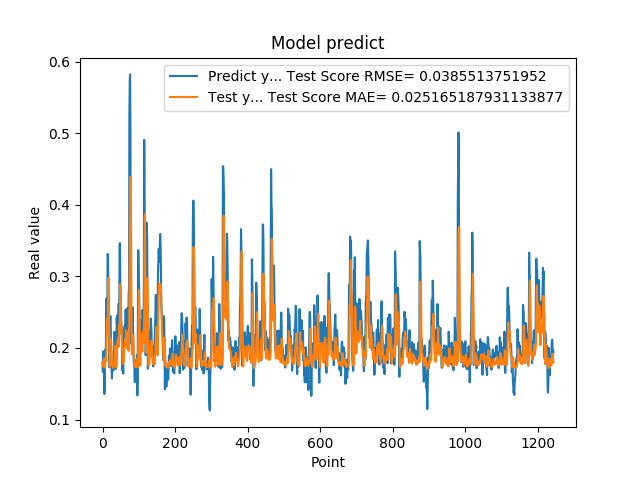 Model predict
Predict y... Test Score RMSE= 0.0385513751952
Test y... Test Score MAE= 0.025165187931133877
Real value
0.6
0.5
0.4
0.3
0.2
0.1
0 200 400 600 800 1000 1200
Point